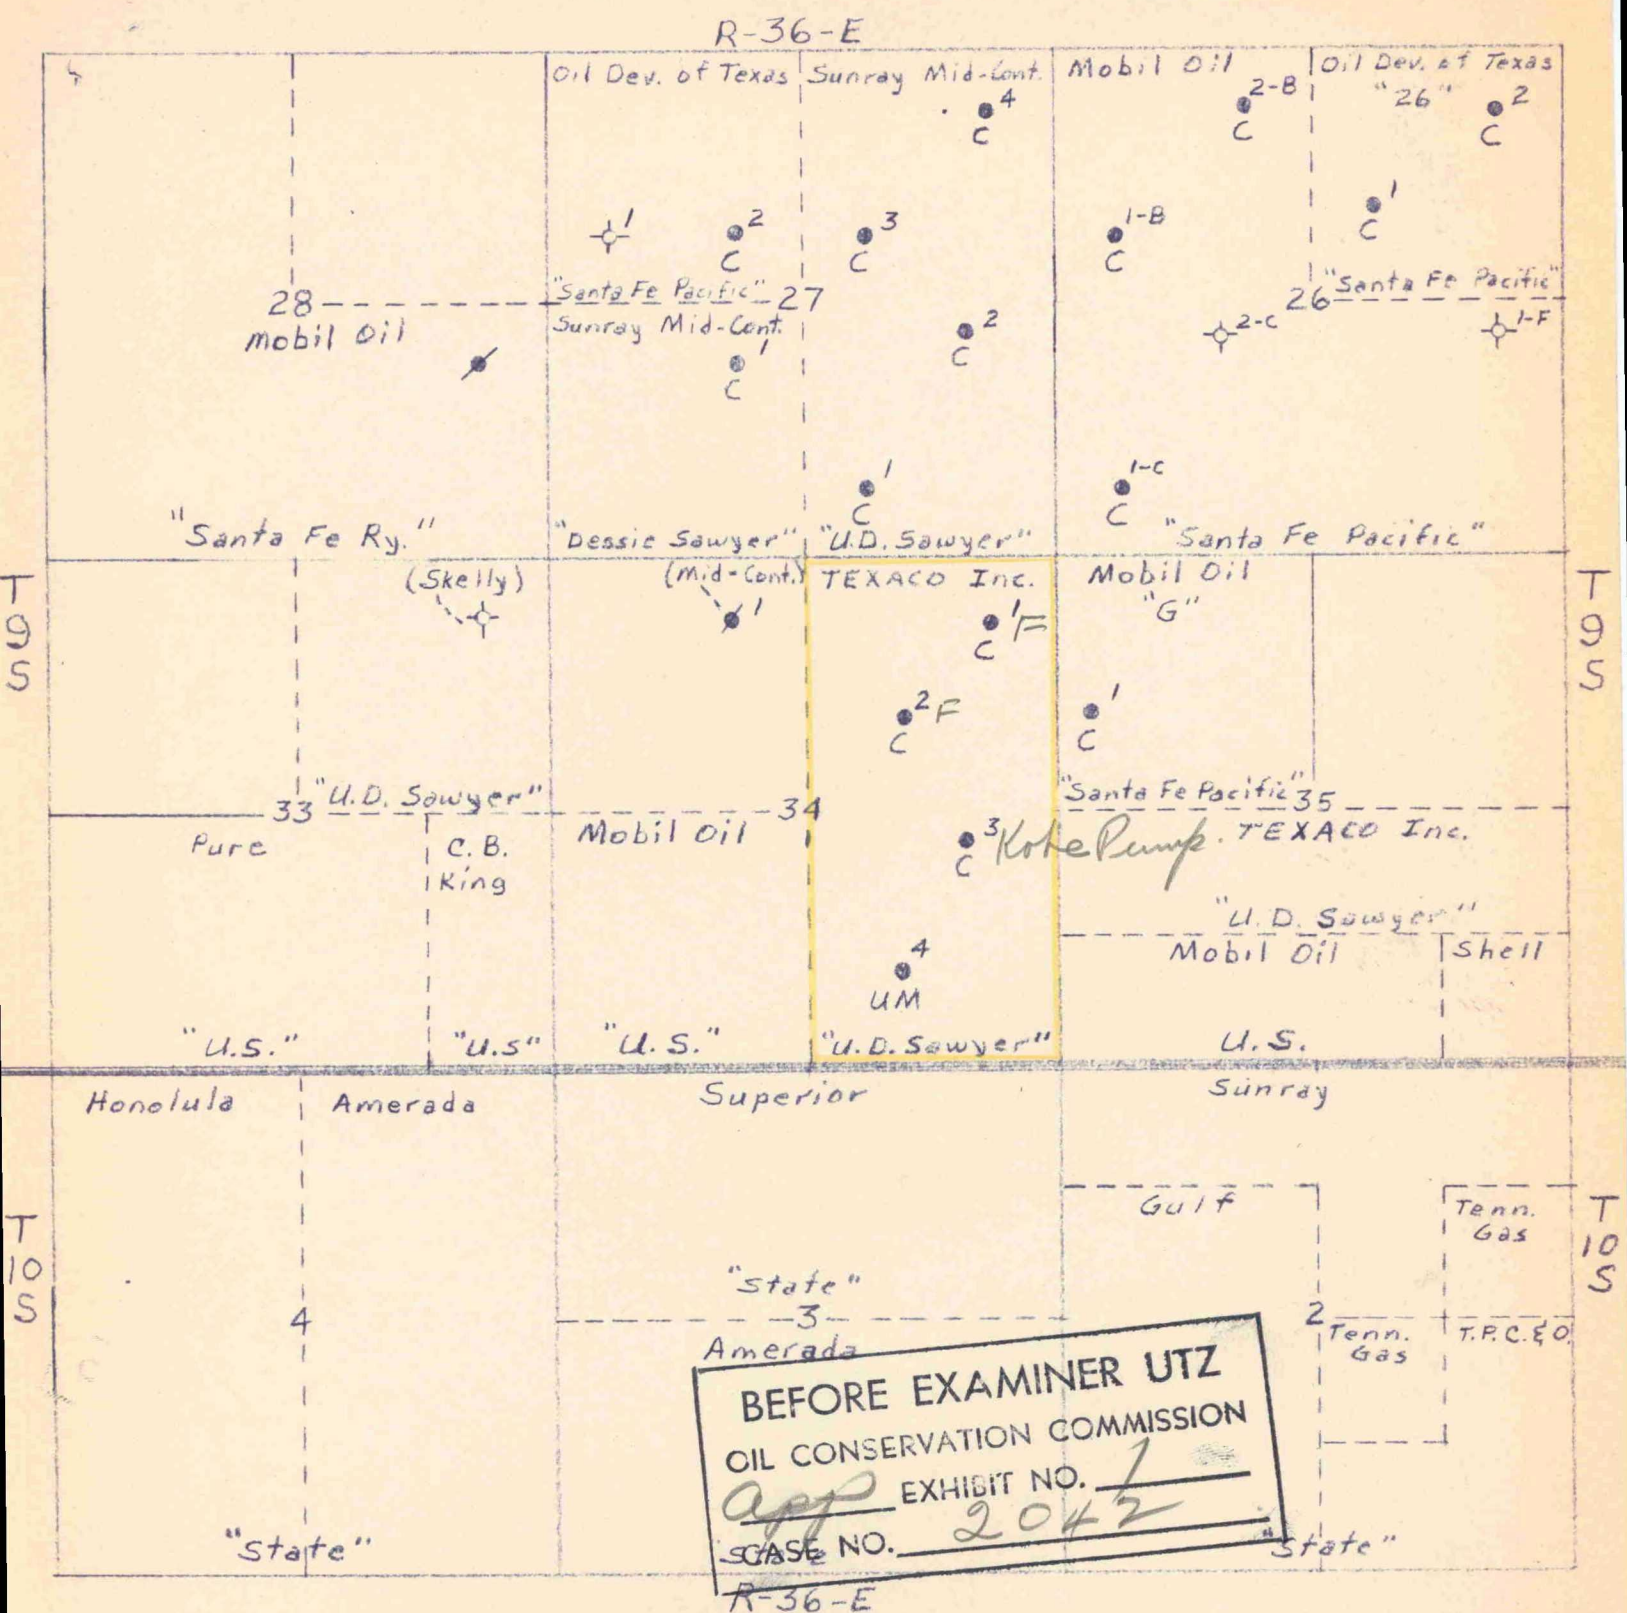 R-36-E
Oil Dev. of Texas
Sunray Mid-Cont.
Mobil Oil
Oil Dev. of Texas
"26"
4
C
2-B
C
2
C
1
C
1
2
C
3
C
1-B
C
28
"Santa Fe Pacific"
27
26
"Santa Fe Pacific"
Mobil Oil
Sunray Mid-Cont.
1
C
2
C
2-C
1-F
1
C
1-C
C
"Santa Fe Ry."
"Dessie Sawyer"
"U.D. Sawyer"
"Santa Fe Pacific"
T
9
S
(Skelly)
(Mid-Cont.)
1
TEXACO Inc.
1 F
C
2 F
C
Mobil Oil
"G"
1
C
T
9
S
33
"U.D. Sawyer"
34
"Santa Fe Pacific"
35
Pure
C. B.
King
Mobil Oil
3 Kobe Pump.
C
TEXACO Inc.
"U. D. Sawyer"
4
UM
Mobil Oil
Shell
"U.S."
"U.S"
"U.S."
"U.D. Sawyer"
U.S.
Honolula
Amerada
Superior
Sunray
T
10
S
Gulf
Tenn.
Gas
T
10
S
"State"
4
3
2
Amerada
Tenn.
Gas
T.P.C.&O.
BEFORE EXAMINER UTZ
OIL CONSERVATION COMMISSION
app EXHIBIT NO. 1
CASE NO. 2042
"State"
State
"State"
R-36-E